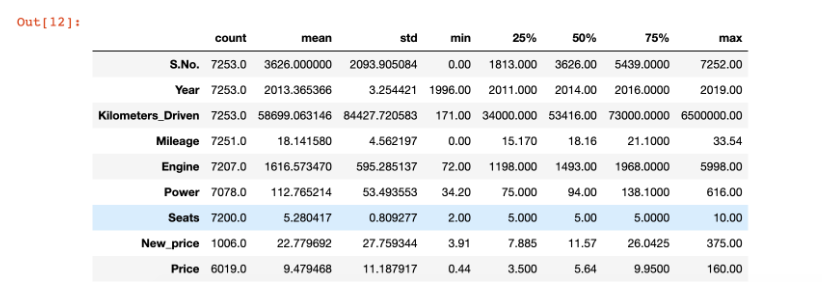 Out[12]:
count mean std min 25% 50% 75% max
S.No. 7253.0 3626.000000 2093.905084 0.00 1813.000 3626.00 5439.0000 7252.00
Year 7253.0 2013.365366 3.254421 1996.00 2011.000 2014.00 2016.0000 2019.00
Kilometers_Driven 7253.0 58699.063146 84427.720583 171.00 34000.000 53416.00 73000.0000 6500000.00
Mileage 7251.0 18.141580 4.562197 0.00 15.170 18.16 21.1000 33.54
Engine 7207.0 1616.573470 595.285137 72.00 1198.000 1493.00 1968.0000 5998.00
Power 7078.0 112.765214 53.493553 34.20 75.000 94.00 138.1000 616.00
Seats 7200.0 5.280417 0.809277 2.00 5.000 5.00 5.0000 10.00
New_price 1006.0 22.779692 27.759344 3.91 7.885 11.57 26.0425 375.00
Price 6019.0 9.479468 11.187917 0.44 3.500 5.64 9.9500 160.00